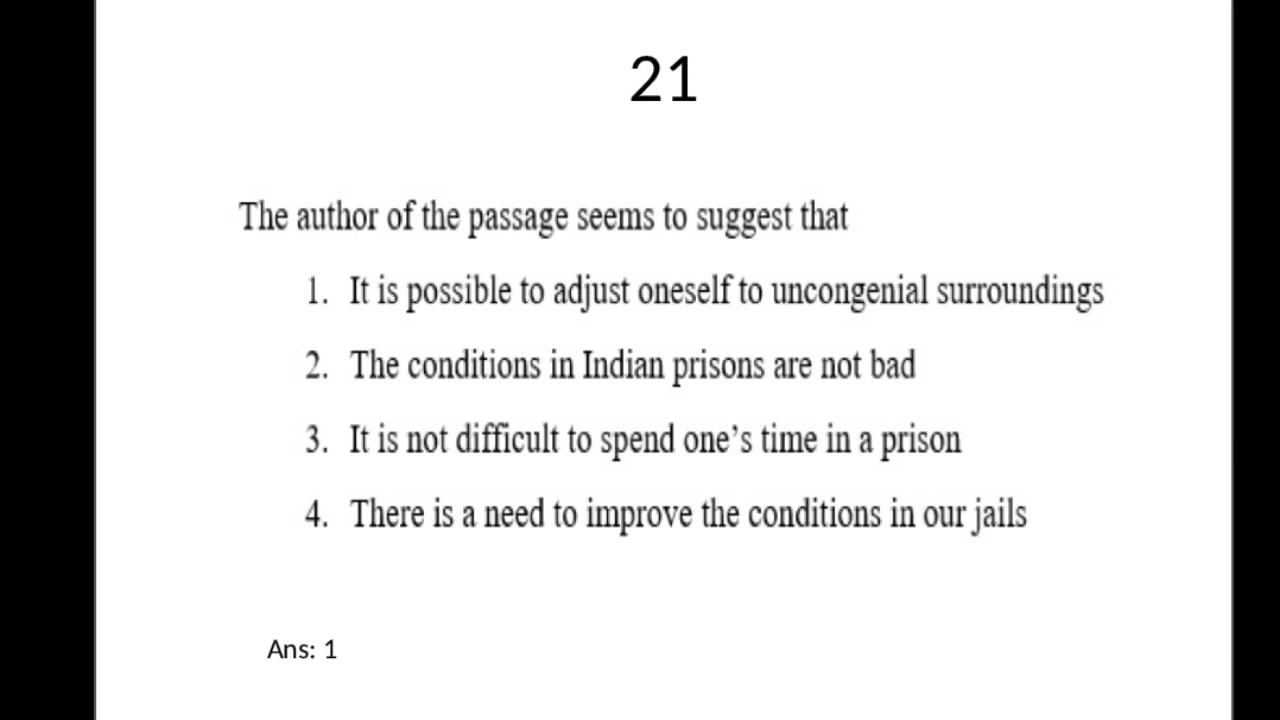 21
The author of the passage seems to suggest that
1. It is possible to adjust oneself to uncongenial surroundings
2. The conditions in Indian prisons are not bad
3. It is not difficult to spend one’s time in a prison
4. There is a need to improve the conditions in our jails
Ans: 1